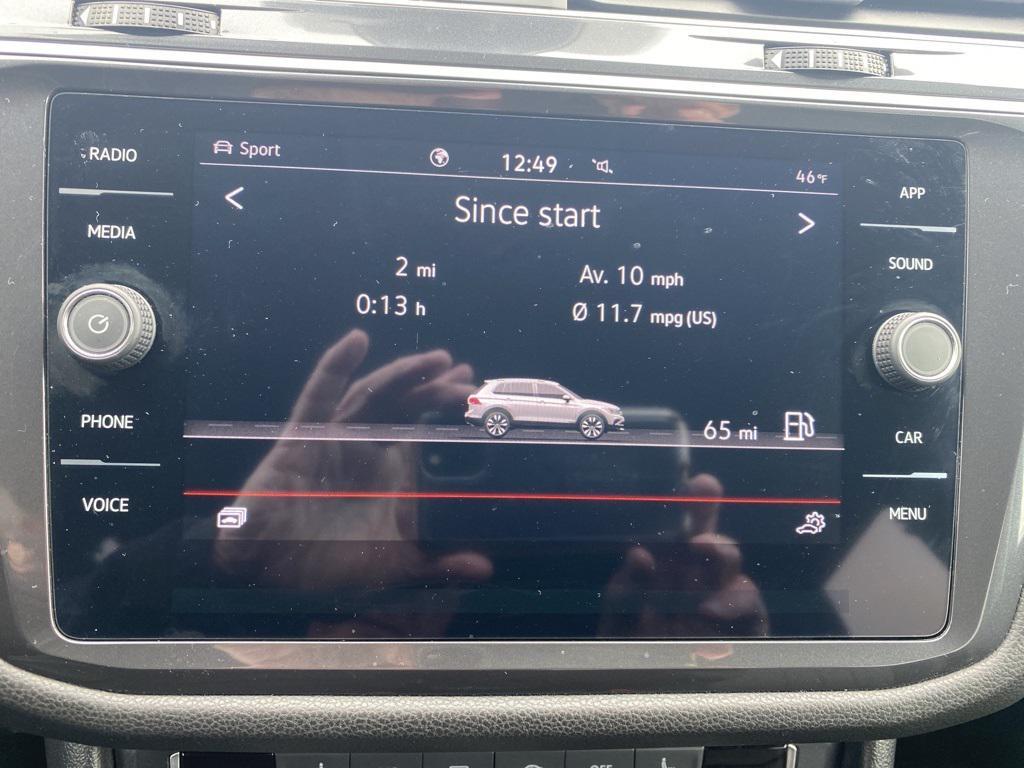 Sport
12:49
46°F
RADIO
MEDIA
PHONE
VOICE
Since start
2 mi
0:13 h
Av. 10 mph
Ø 11.7 mpg (US)
65 mi
APP
SOUND
CAR
MENU
OFF